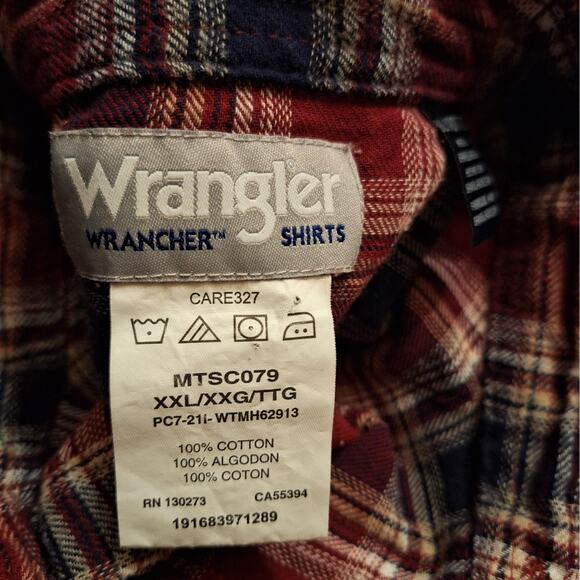 Wrangler®
WRANCHER™ SHIRTS
CARE327
MTSC079
XXL/XXG/TTG
PC7-21i-WTMH62913
100% COTTON
100% ALGODON
100% COTON
RN 130273 CA55394
191683971289